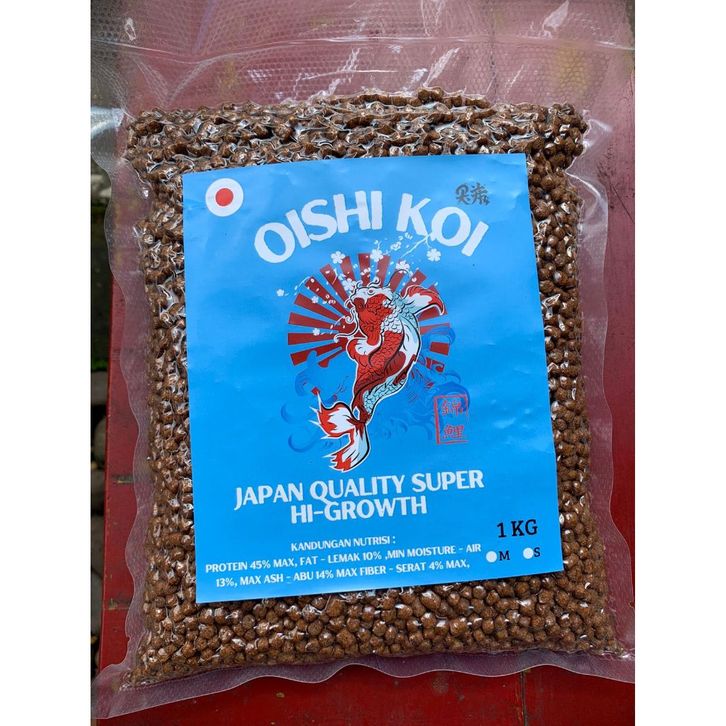 OISHI KOI
JAPAN QUALITY SUPER
HI-GROWTH
1 KG
M S
KANDUNGAN NUTRISI :
PROTEIN 45% MAX, FAT - LEMAK 10% ,MIN MOISTURE - AIR
13%, MAX ASH - ABU 14% MAX FIBER - SERAT 4% MAX,